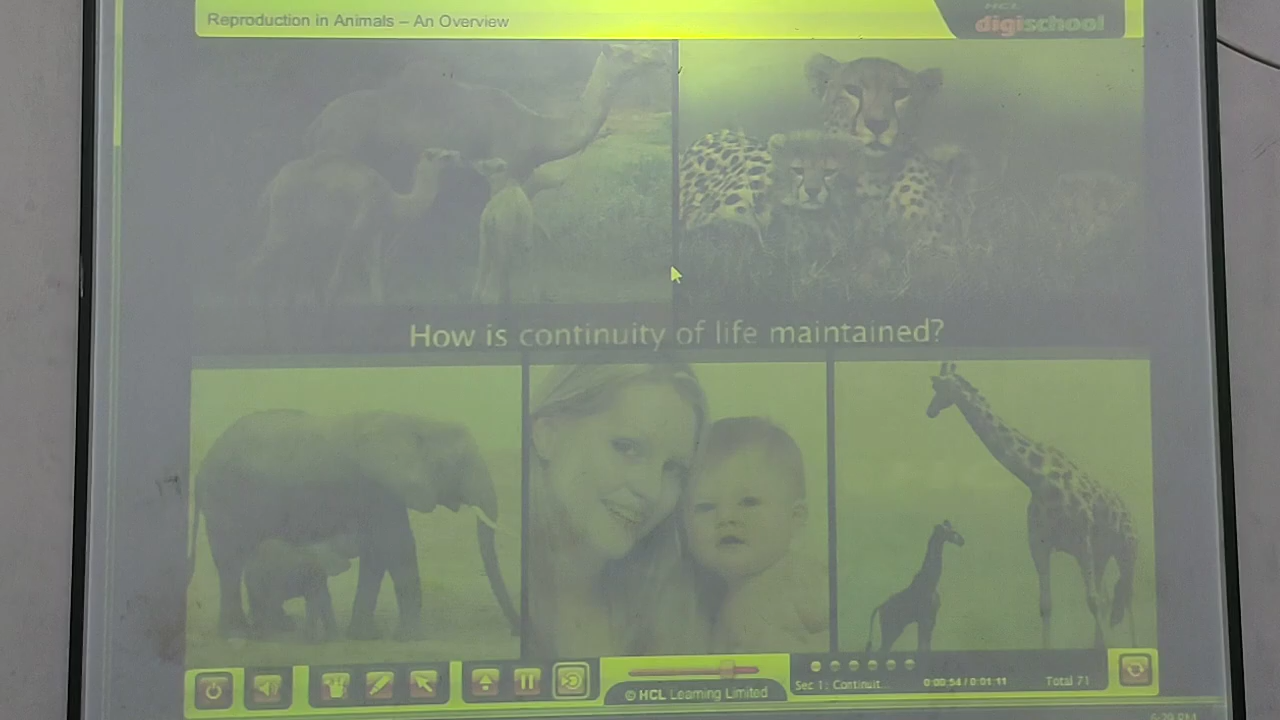 Reproduction in Animals – An Overview
HCL
digischool
How is continuity of life maintained?
© HCL Learning Limited
Sec 1: Continuit...
0:00:54 / 0:01:11
Total 71